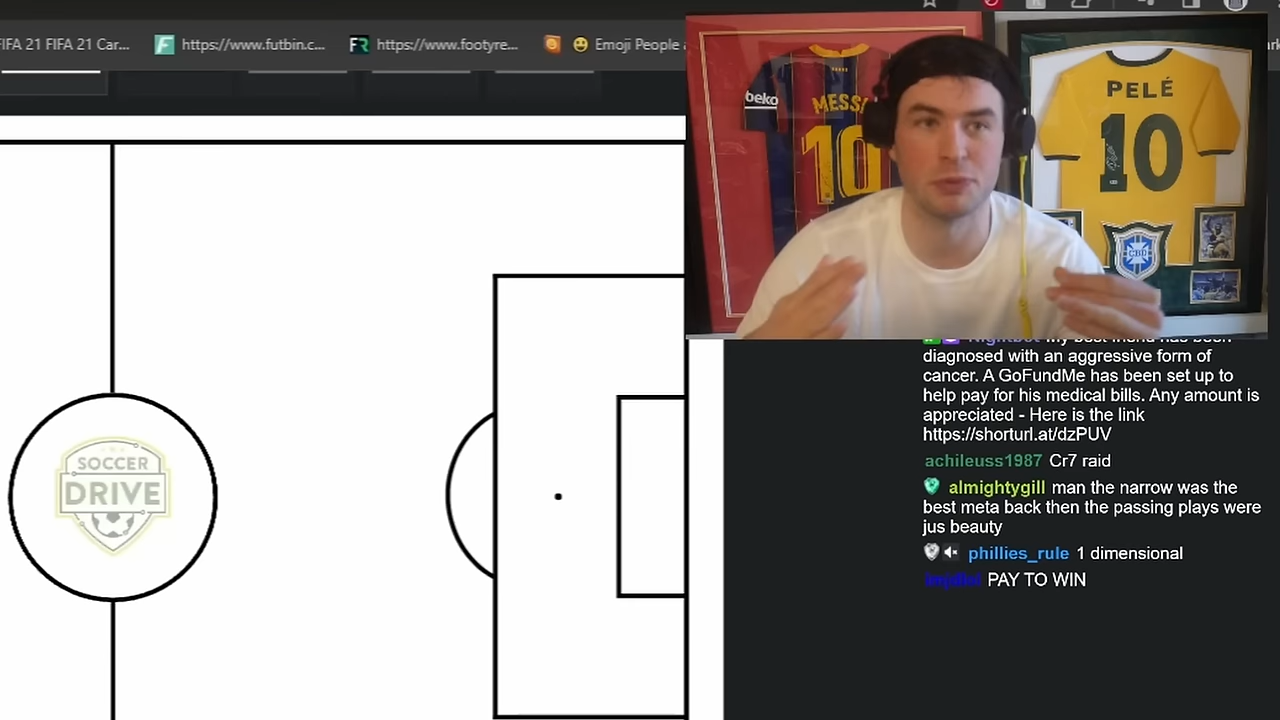 FIFA 21 FIFA 21 Car...
https://www.futbin.c...
FR
https://www.footyre...
Emoji People
beko
MESSI
10
PELÉ
10
CBD
SOCCER
DRIVE
Nightbot My best friend has been
diagnosed with an aggressive form of
cancer. A GoFundMe has been set up to
help pay for his medical bills. Any amount is
appreciated - Here is the link
https://shorturl.at/dzPUV
achileuss1987 Cr7 raid
almightygill man the narrow was the
best meta back then the passing plays were
jus beauty
phillies_rule 1 dimensional
PAY TO WIN